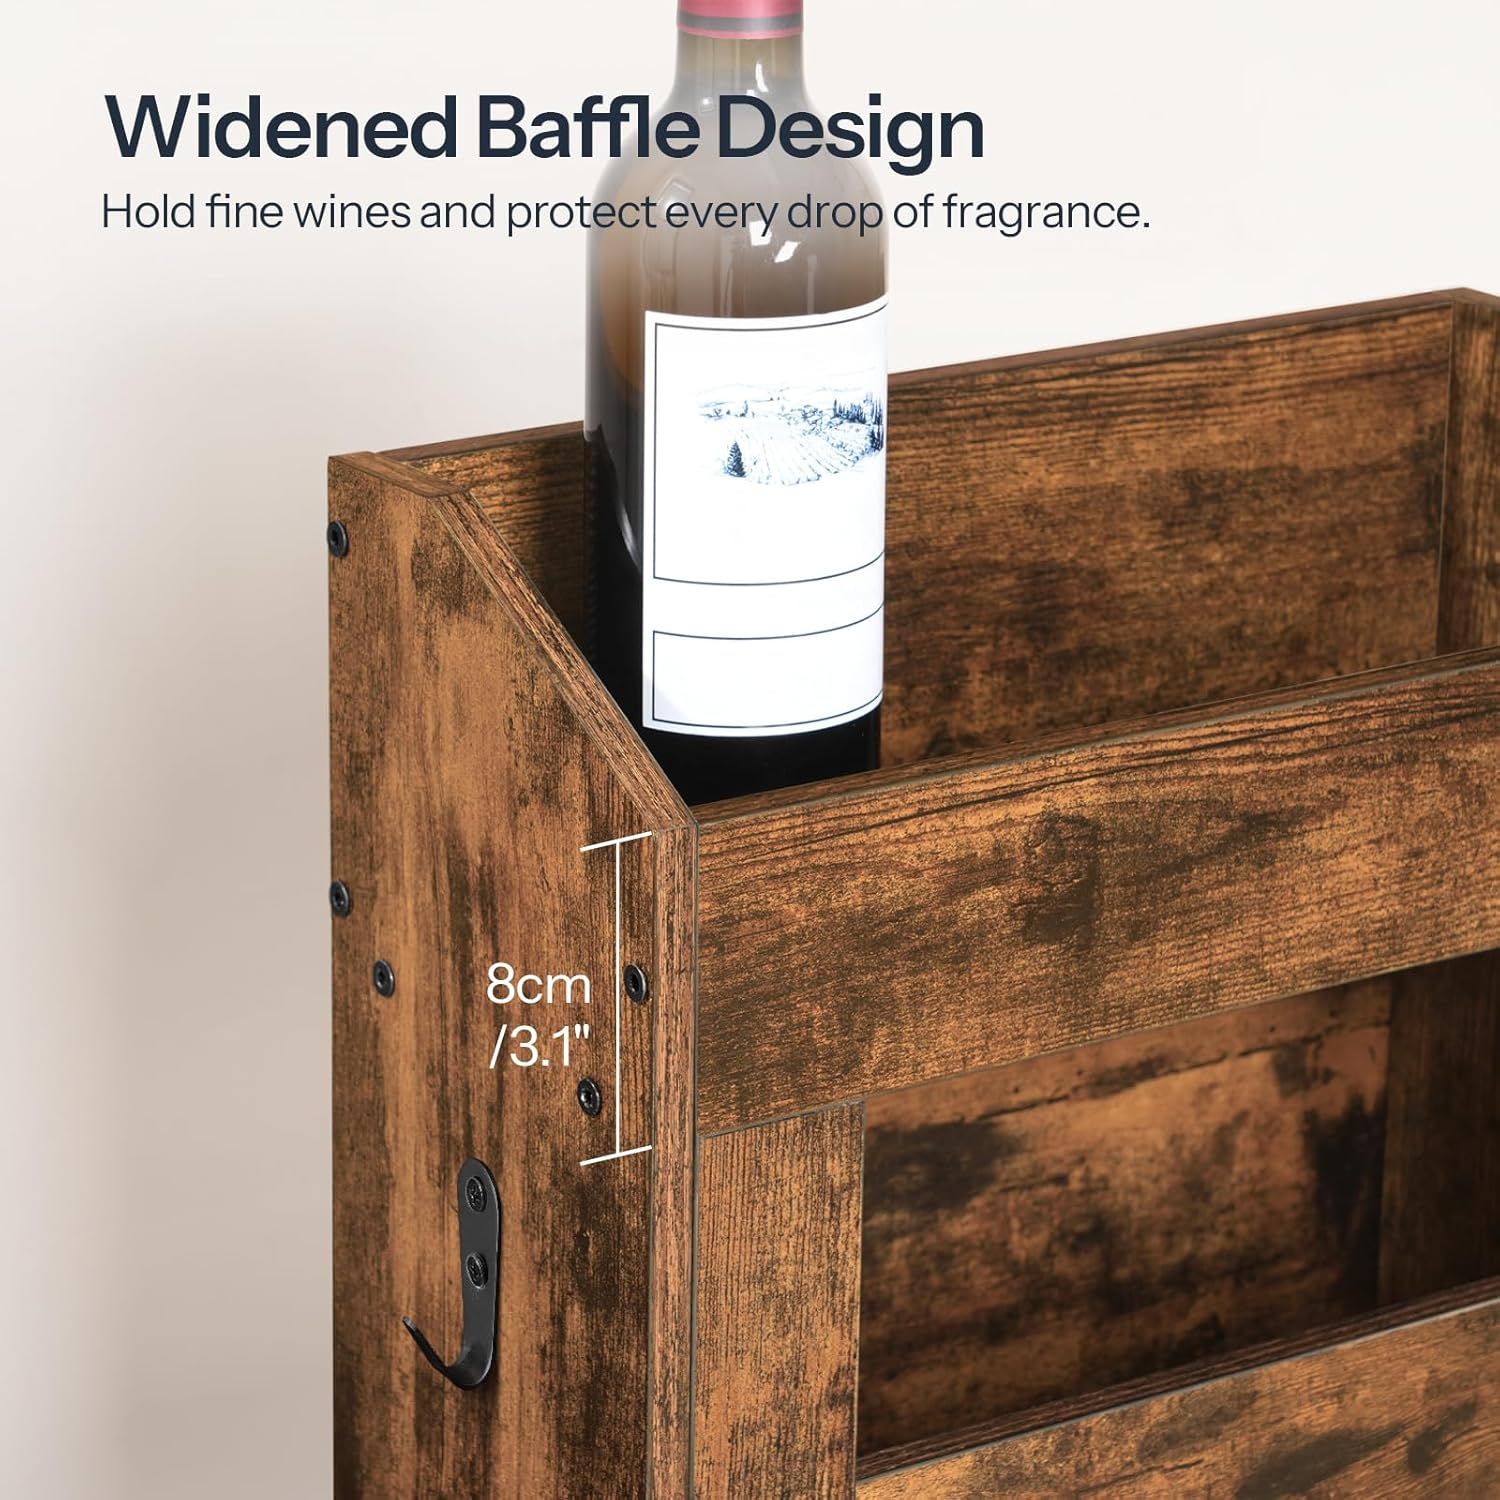 Widened Baffle Design
Hold fine wines and protect every drop of fragrance.
8cm
/3.1"